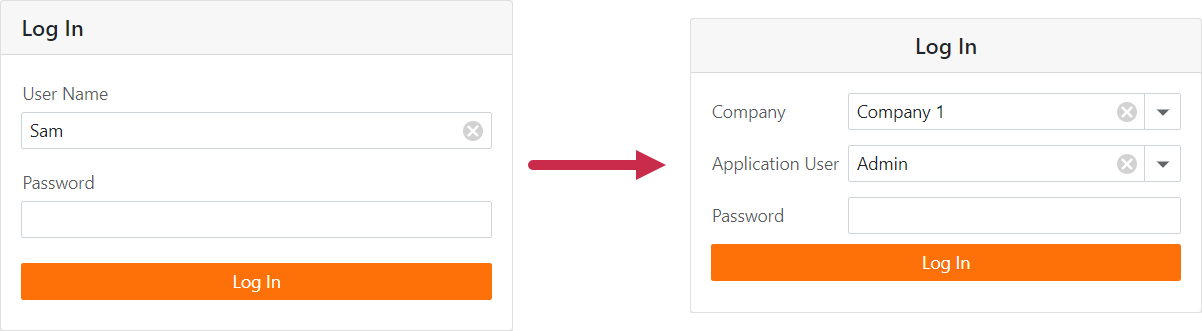 Log In
User Name
Sam
Password
Log In
Log In
Company
Company 1
Application User
Admin
Password
Log In